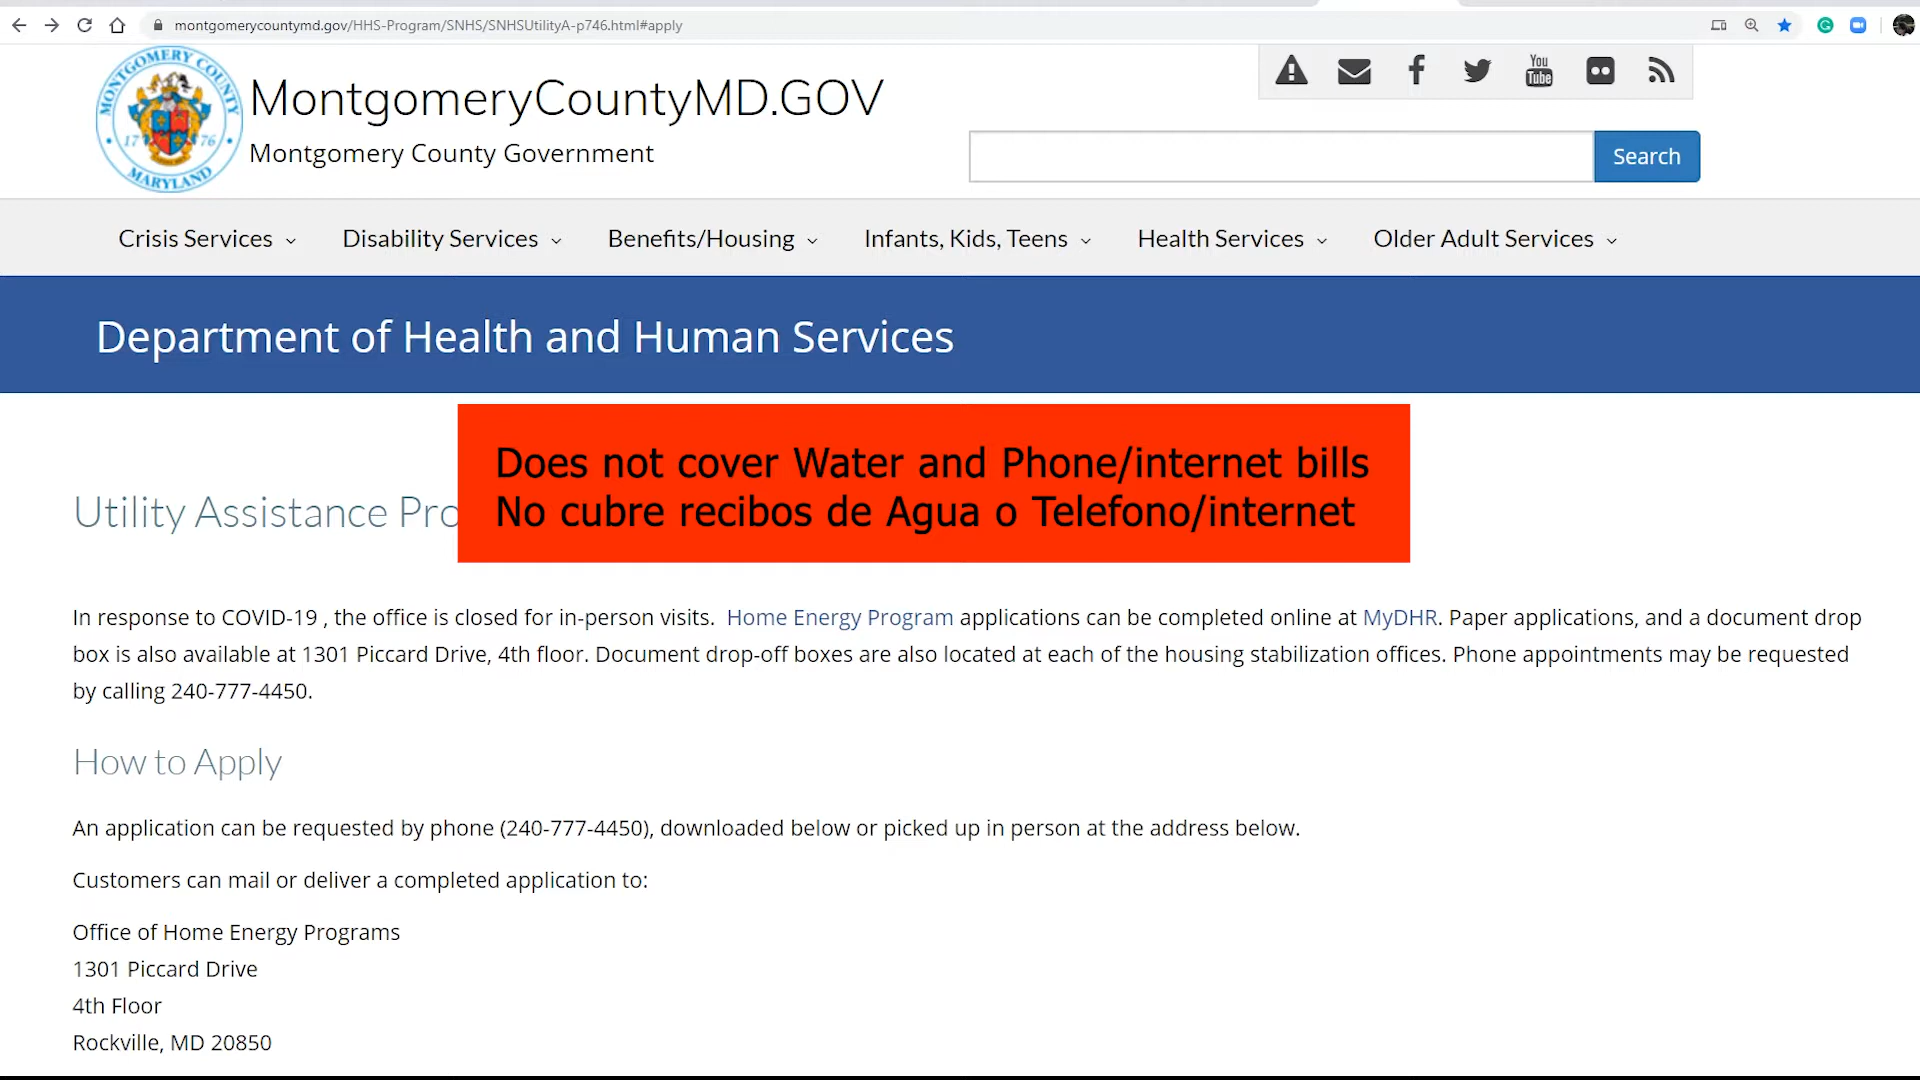 montgomerycountymd.gov/HHS-Program/SNHS/SNHSUtilityA-p746.html#apply
MONTGOMERY COUNTY
17 76
MARYLAND
MontgomeryCountyMD.GOV
Montgomery County Government
You
Tube
Search
Crisis Services
Disability Services
Benefits/Housing
Infants, Kids, Teens
Health Services
Older Adult Services
Department of Health and Human Services
Does not cover Water and Phone/internet bills
No cubre recibos de Agua o Telefono/internet
Utility Assistance Pro
In response to COVID-19 , the office is closed for in-person visits. Home Energy Program applications can be completed online at MyDHR. Paper applications, and a document drop
box is also available at 1301 Piccard Drive, 4th floor. Document drop-off boxes are also located at each of the housing stabilization offices. Phone appointments may be requested
by calling 240-777-4450.
How to Apply
An application can be requested by phone (240-777-4450), downloaded below or picked up in person at the address below.
Customers can mail or deliver a completed application to:
Office of Home Energy Programs
1301 Piccard Drive
4th Floor
Rockville, MD 20850